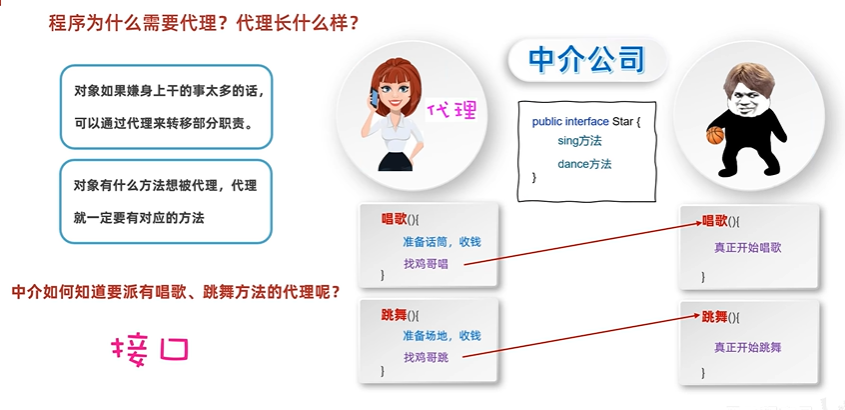 程序为什么需要代理？代理长什么样？
对象如果嫌身上干的事太多的话，
可以通过代理来转移部分职责。
对象有什么方法想被代理，代理
就一定要有对应的方法
中介如何知道要派有唱歌、跳舞方法的代理呢？
接口
代理
中介公司
public interface Star {
sing方法
dance方法
}
唱歌(){
准备话筒，收钱
找鸡哥唱
}
跳舞(){
准备场地，收钱
找鸡哥跳
}
唱歌(){
真正开始唱歌
}
跳舞(){
真正开始跳舞
}